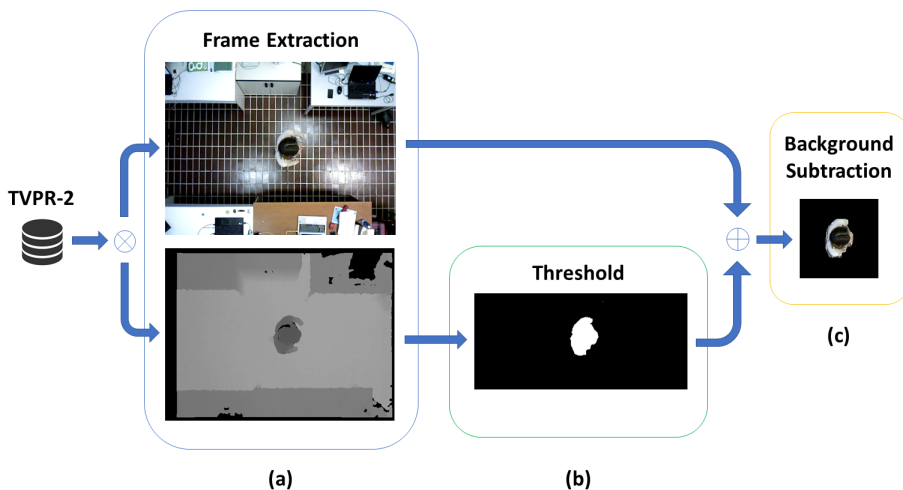 Frame Extraction
TVPR-2
Threshold
Background
Subtraction
(a)
(b)
(c)